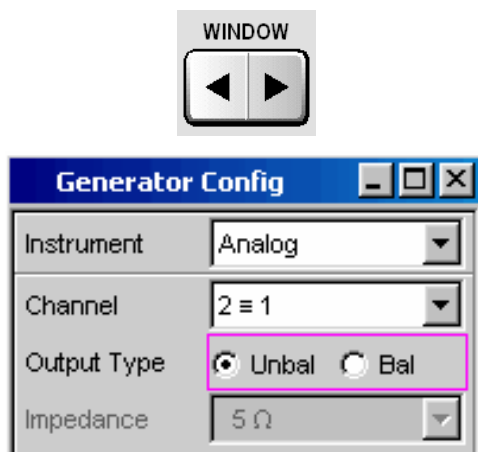 WINDOW
Generator Config
Instrument Analog
Channel 2 ≡ 1
Output Type Unbal Bal
Impedance 5 Ω